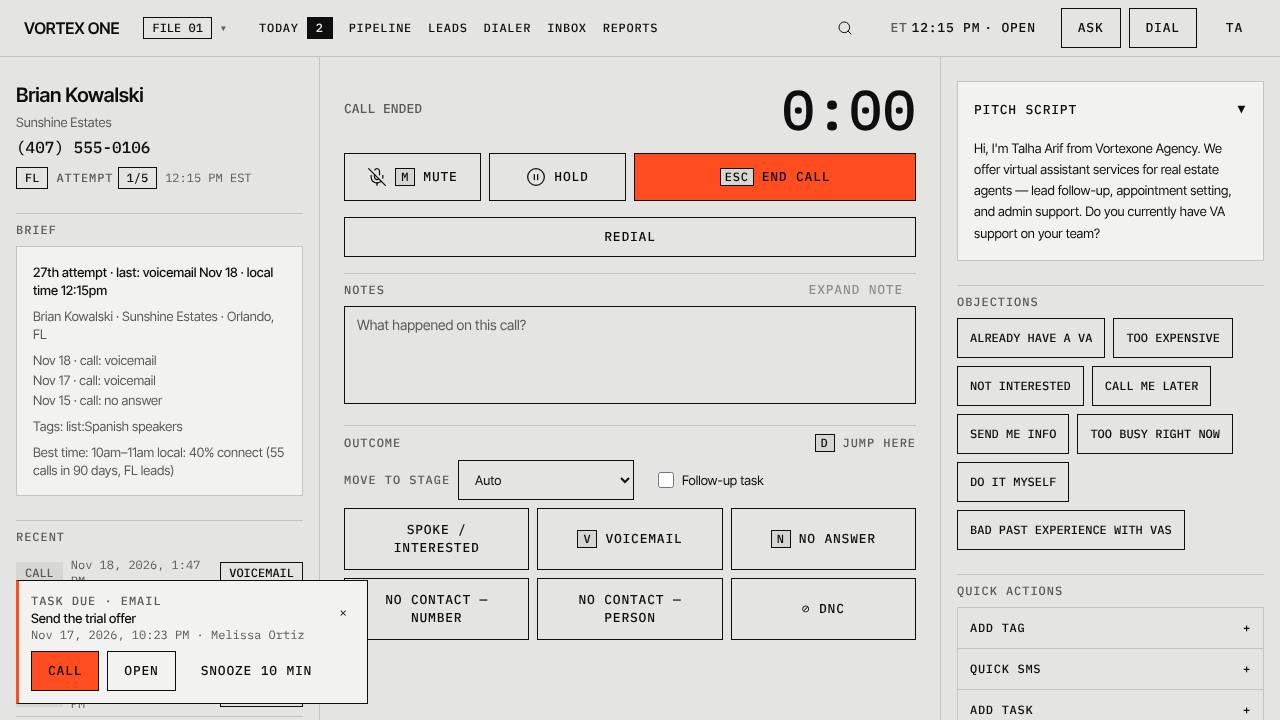 VORTEX ONE
FILE 01 ▾
TODAY 2 PIPELINE LEADS DIALER INBOX REPORTS
ET 12:15 PM · OPEN
ASK
DIAL
TA
Brian Kowalski
Sunshine Estates
(407) 555-0106
FL ATTEMPT 1/5 12:15 PM EST
BRIEF
27th attempt · last: voicemail Nov 18 · local
time 12:15pm
Brian Kowalski · Sunshine Estates · Orlando,
FL
Nov 18 · call: voicemail
Nov 17 · call: voicemail
Nov 15 · call: no answer
Tags: list:Spanish speakers
Best time: 10am–11am local: 40% connect (55
calls in 90 days, FL leads)
RECENT
CALL Nov 18, 2026, 1:47 VOICEMAIL
TASK DUE · EMAIL ×
Send the trial offer
Nov 17, 2026, 10:23 PM · Melissa Ortiz
CALL OPEN SNOOZE 10 MIN
CALL ENDED 0:00
M MUTE
HOLD
ESC END CALL
REDIAL
NOTES EXPAND NOTE
What happened on this call?
OUTCOME D JUMP HERE
MOVE TO STAGE Auto Follow-up task
SPOKE /
INTERESTED
V VOICEMAIL
N NO ANSWER
NO CONTACT —
NUMBER
NO CONTACT —
PERSON
⊘ DNC
PITCH SCRIPT ▼
Hi, I'm Talha Arif from Vortexone Agency. We
offer virtual assistant services for real estate
agents — lead follow-up, appointment setting,
and admin support. Do you currently have VA
support on your team?
OBJECTIONS
ALREADY HAVE A VA
TOO EXPENSIVE
NOT INTERESTED
CALL ME LATER
SEND ME INFO
TOO BUSY RIGHT NOW
DO IT MYSELF
BAD PAST EXPERIENCE WITH VAS
QUICK ACTIONS
ADD TAG +
QUICK SMS +
ADD TASK +